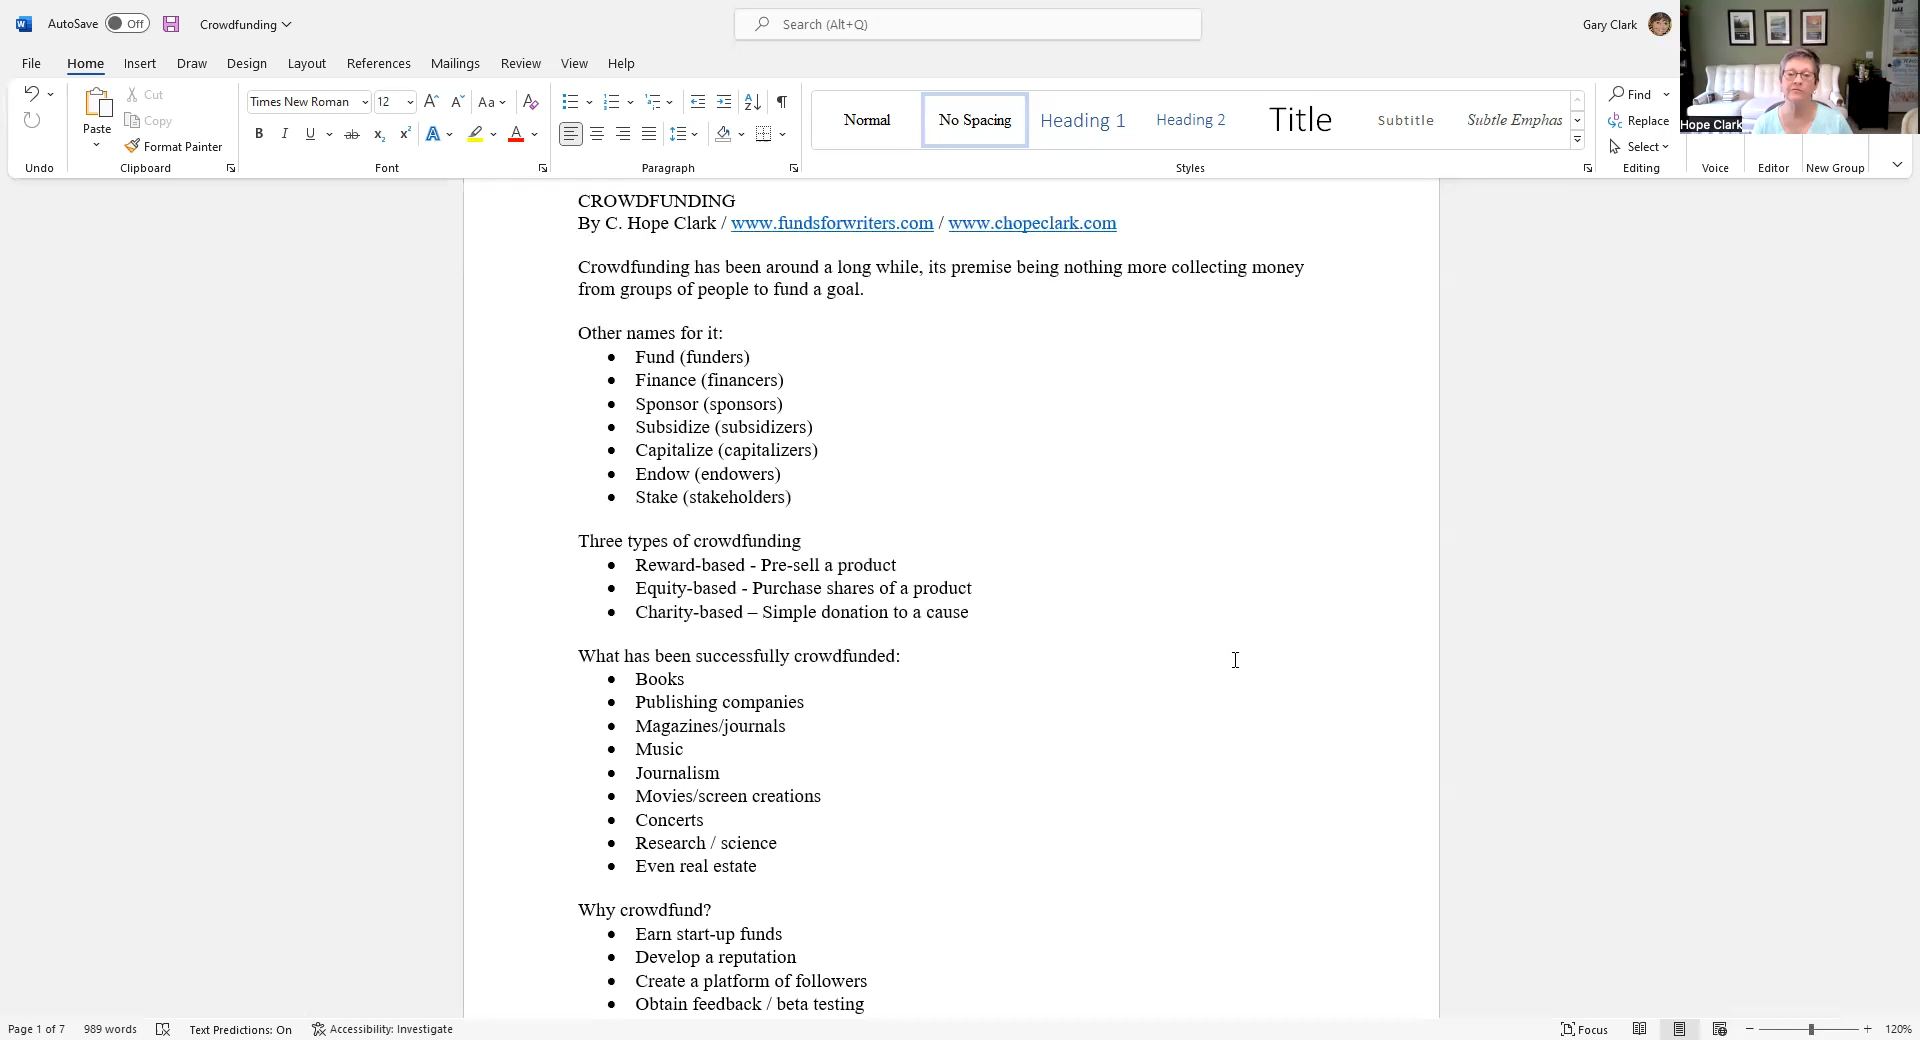 AutoSave Off Crowdfunding Search (Alt+Q) Gary Clark
File Home Insert Draw Design Layout References Mailings Review View Help
Hope Clark
Paste Cut Copy Format Painter
Times New Roman 12 Aa
Normal No Spacing Heading 1 Heading 2 Title Subtitle Subtle Emphas
Find Replace Select
Undo Clipboard Font Paragraph Styles Editing Voice Editor New Group
CROWDFUNDING
By C. Hope Clark / www.fundsforwriters.com / www.chopeclark.com
Crowdfunding has been around a long while, its premise being nothing more collecting money
from groups of people to fund a goal.
Other names for it:
• Fund (funders)
• Finance (financers)
• Sponsor (sponsors)
• Subsidize (subsidizers)
• Capitalize (capitalizers)
• Endow (endowers)
• Stake (stakeholders)
Three types of crowdfunding
• Reward-based - Pre-sell a product
• Equity-based - Purchase shares of a product
• Charity-based – Simple donation to a cause
What has been successfully crowdfunded:
• Books
• Publishing companies
• Magazines/journals
• Music
• Journalism
• Movies/screen creations
• Concerts
• Research / science
• Even real estate
Why crowdfund?
• Earn start-up funds
• Develop a reputation
• Create a platform of followers
• Obtain feedback / beta testing
Page 1 of 7 989 words Text Predictions: On Accessibility: Investigate Focus 120%